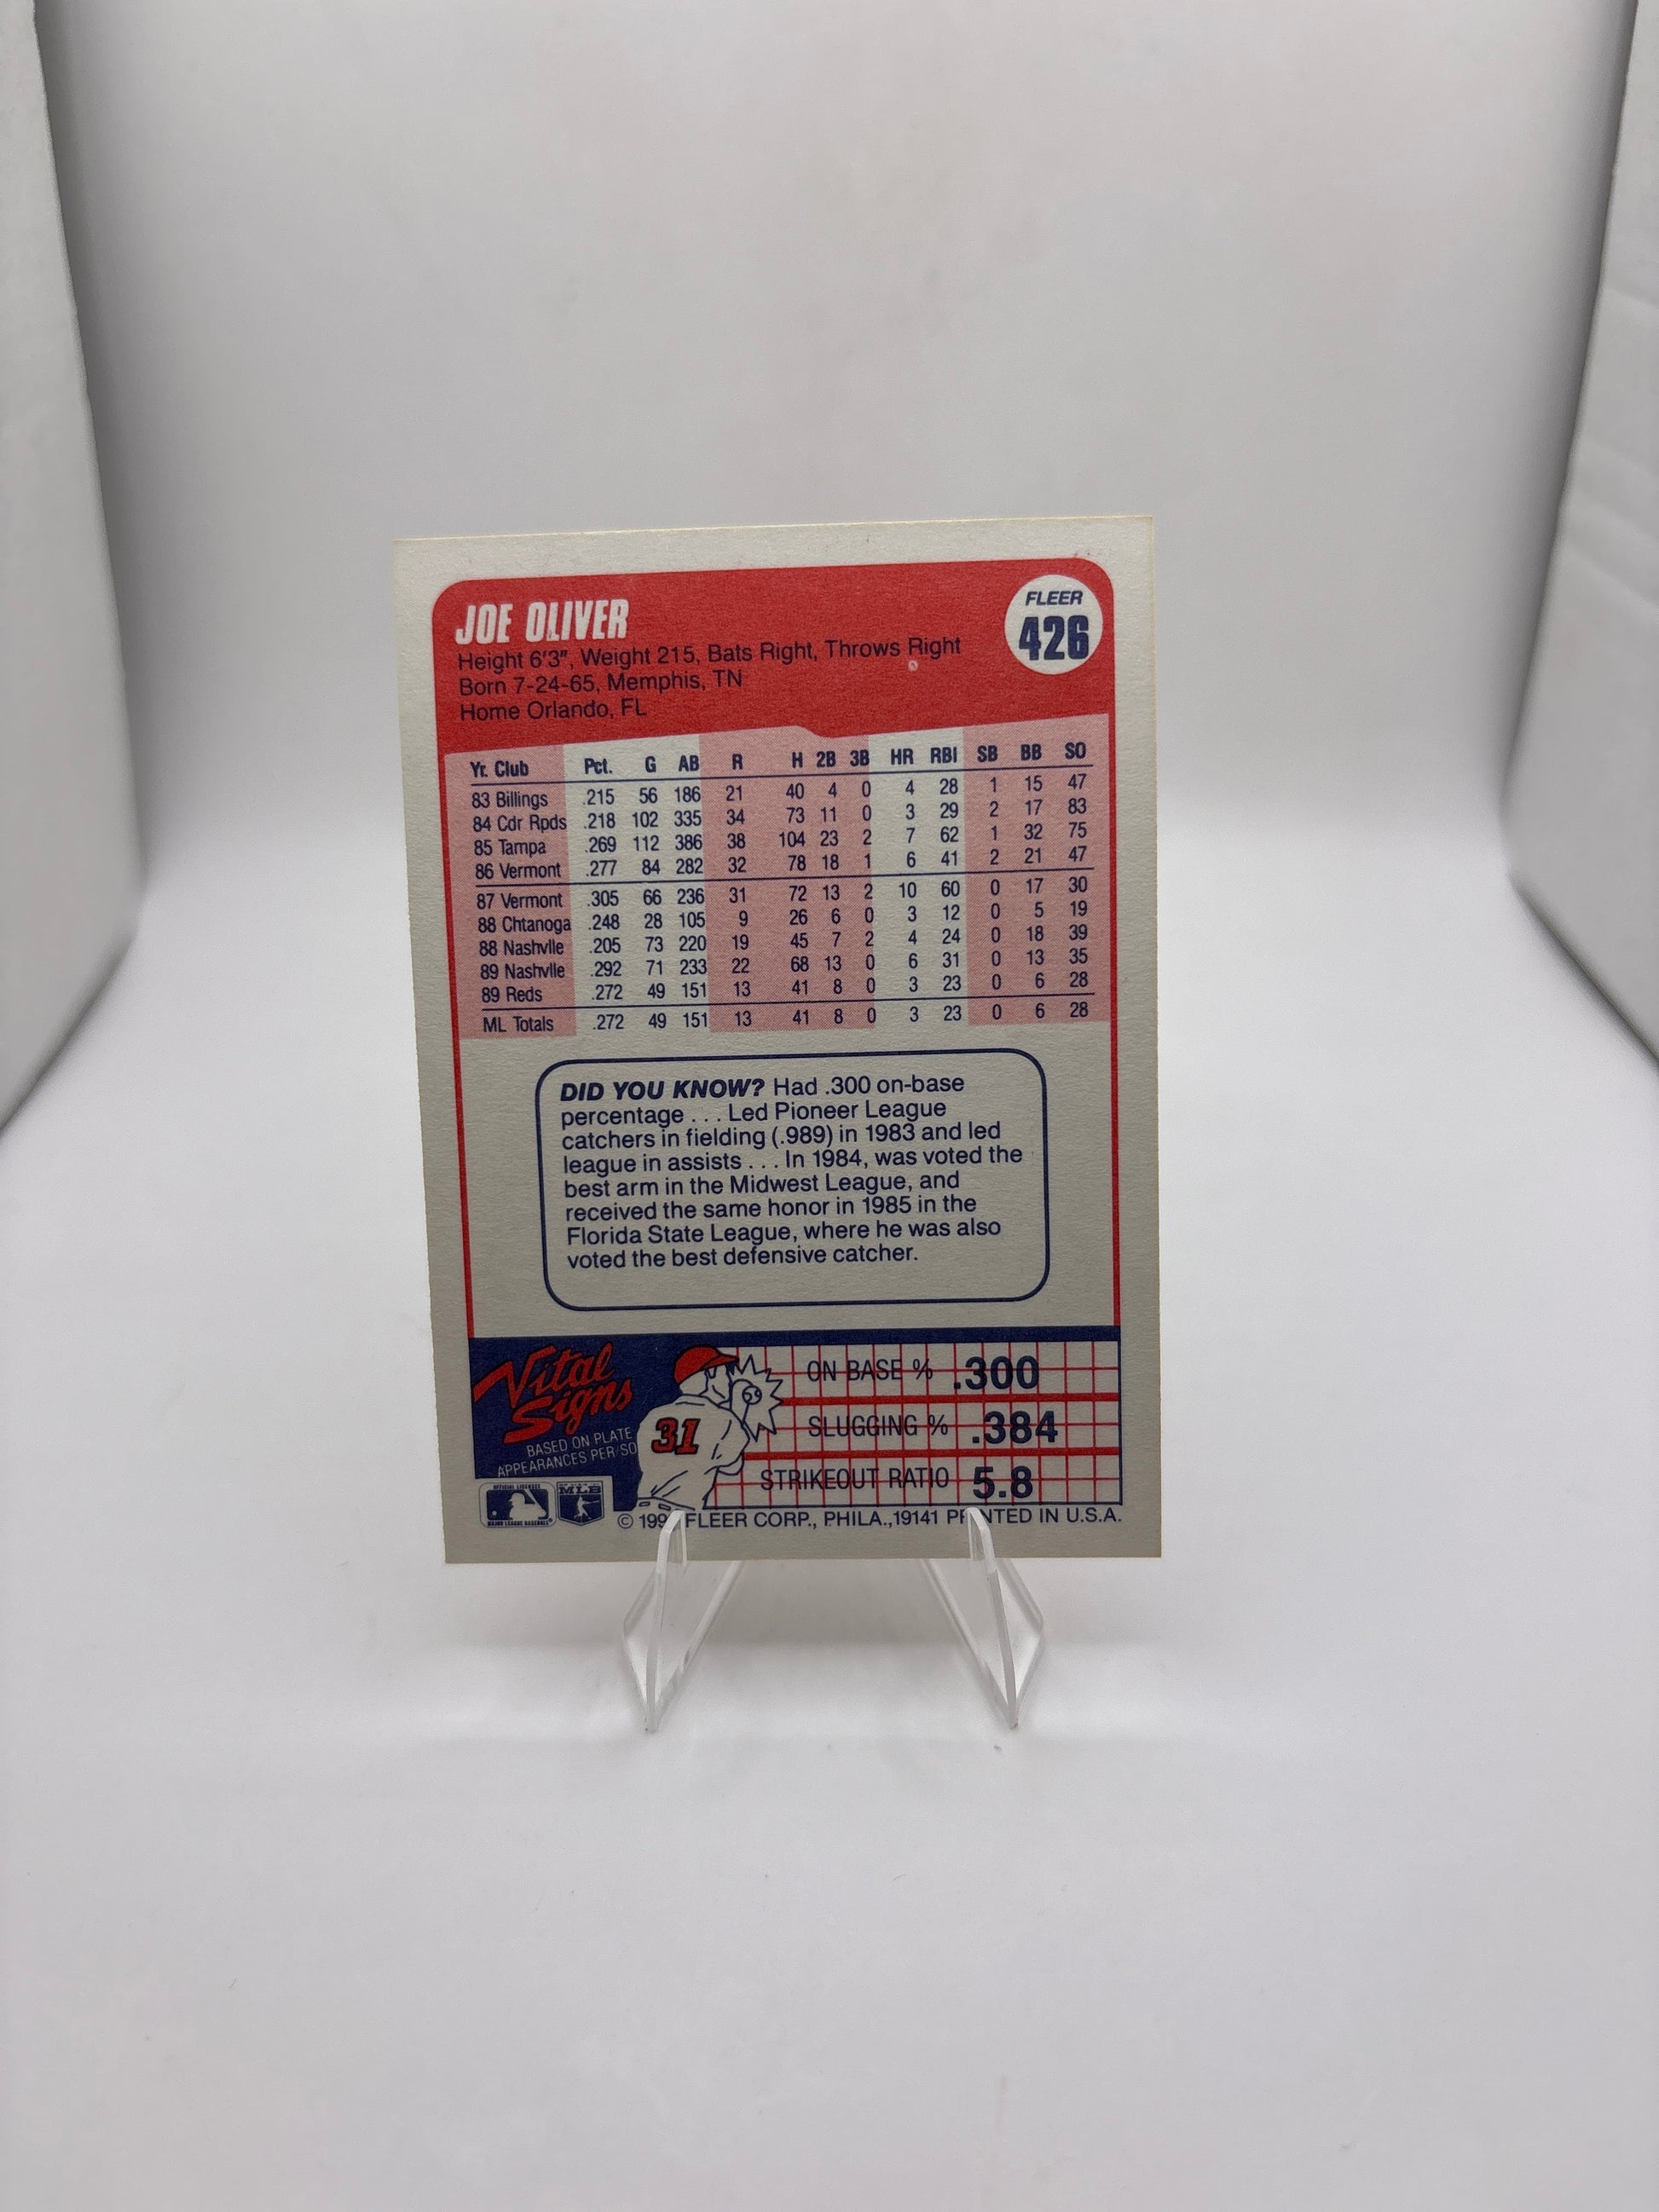 JOE OLIVER
FLEER
426
Height 6'3", Weight 215, Bats Right, Throws Right
Born 7-24-65, Memphis, TN
Home Orlando, FL
Yr. Club Pct. G AB R H 2B 3B HR RBI SB BB SO
83 Billings .215 56 186 21 40 4 0 4 28 1 15 47
84 Cdr Rpds .218 102 335 34 73 11 0 3 29 2 17 83
85 Tampa .269 112 386 38 104 23 2 7 62 1 32 75
86 Vermont .277 84 282 32 78 18 1 6 41 2 21 47
87 Vermont .305 66 236 31 72 13 2 10 60 0 17 30
88 Chtanoga .248 28 105 9 26 6 0 3 12 0 5 19
88 Nashvlle .205 73 220 19 45 7 2 4 24 0 18 39
89 Nashvlle .292 71 233 22 68 13 0 6 31 0 13 35
89 Reds .272 49 151 13 41 8 0 3 23 0 6 28
ML Totals .272 49 151 13 41 8 0 3 23 0 6 28
DID YOU KNOW? Had .300 on-base
percentage . . . Led Pioneer League
catchers in fielding (.989) in 1983 and led
league in assists . . . In 1984, was voted the
best arm in the Midwest League, and
received the same honor in 1985 in the
Florida State League, where he was also
voted the best defensive catcher.
Vital
Signs
BASED ON PLATE
APPEARANCES PER/SO
31
ON BASE % .300
SLUGGING % .384
STRIKEOUT RATIO 5.8
MLB
© FLEER CORP., PHILA.,19141 IN U.S.A.